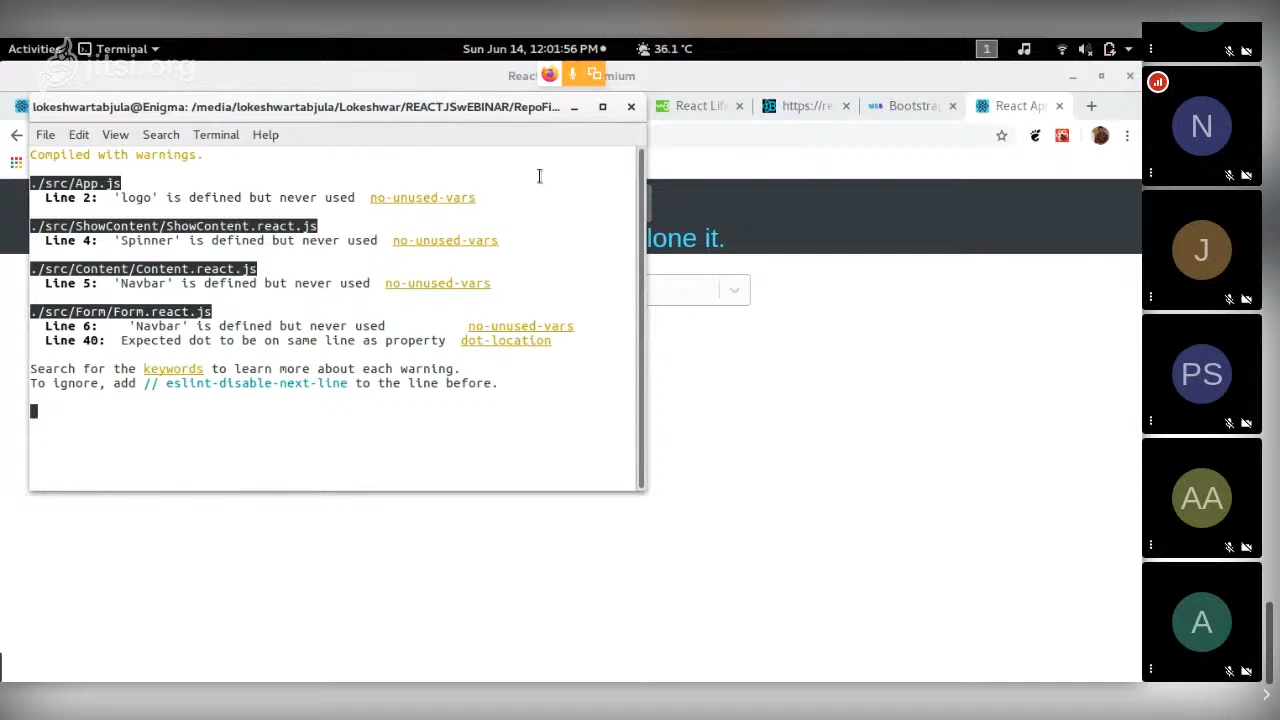 Activities
Terminal
Sun Jun 14, 12:01:56 PM
36.1 °C
1
jitsi.org
Reac
mium
lokeshwartabjula@Enigma: /media/lokeshwartabjula/Lokeshwar/REACTJSwEBINAR/RepoFi...
React Life
https://re
Bootstra
React Ap
File Edit View Search Terminal Help
Compiled with warnings.
./src/App.js
Line 2: 'logo' is defined but never used no-unused-vars
./src/ShowContent/ShowContent.react.js
Line 4: 'Spinner' is defined but never used no-unused-vars
./src/Content/Content.react.js
Line 5: 'Navbar' is defined but never used no-unused-vars
./src/Form/Form.react.js
Line 6: 'Navbar' is defined but never used no-unused-vars
Line 40: Expected dot to be on same line as property dot-location
Search for the keywords to learn more about each warning.
To ignore, add // eslint-disable-next-line to the line before.
lone it.
N
J
PS
AA
A